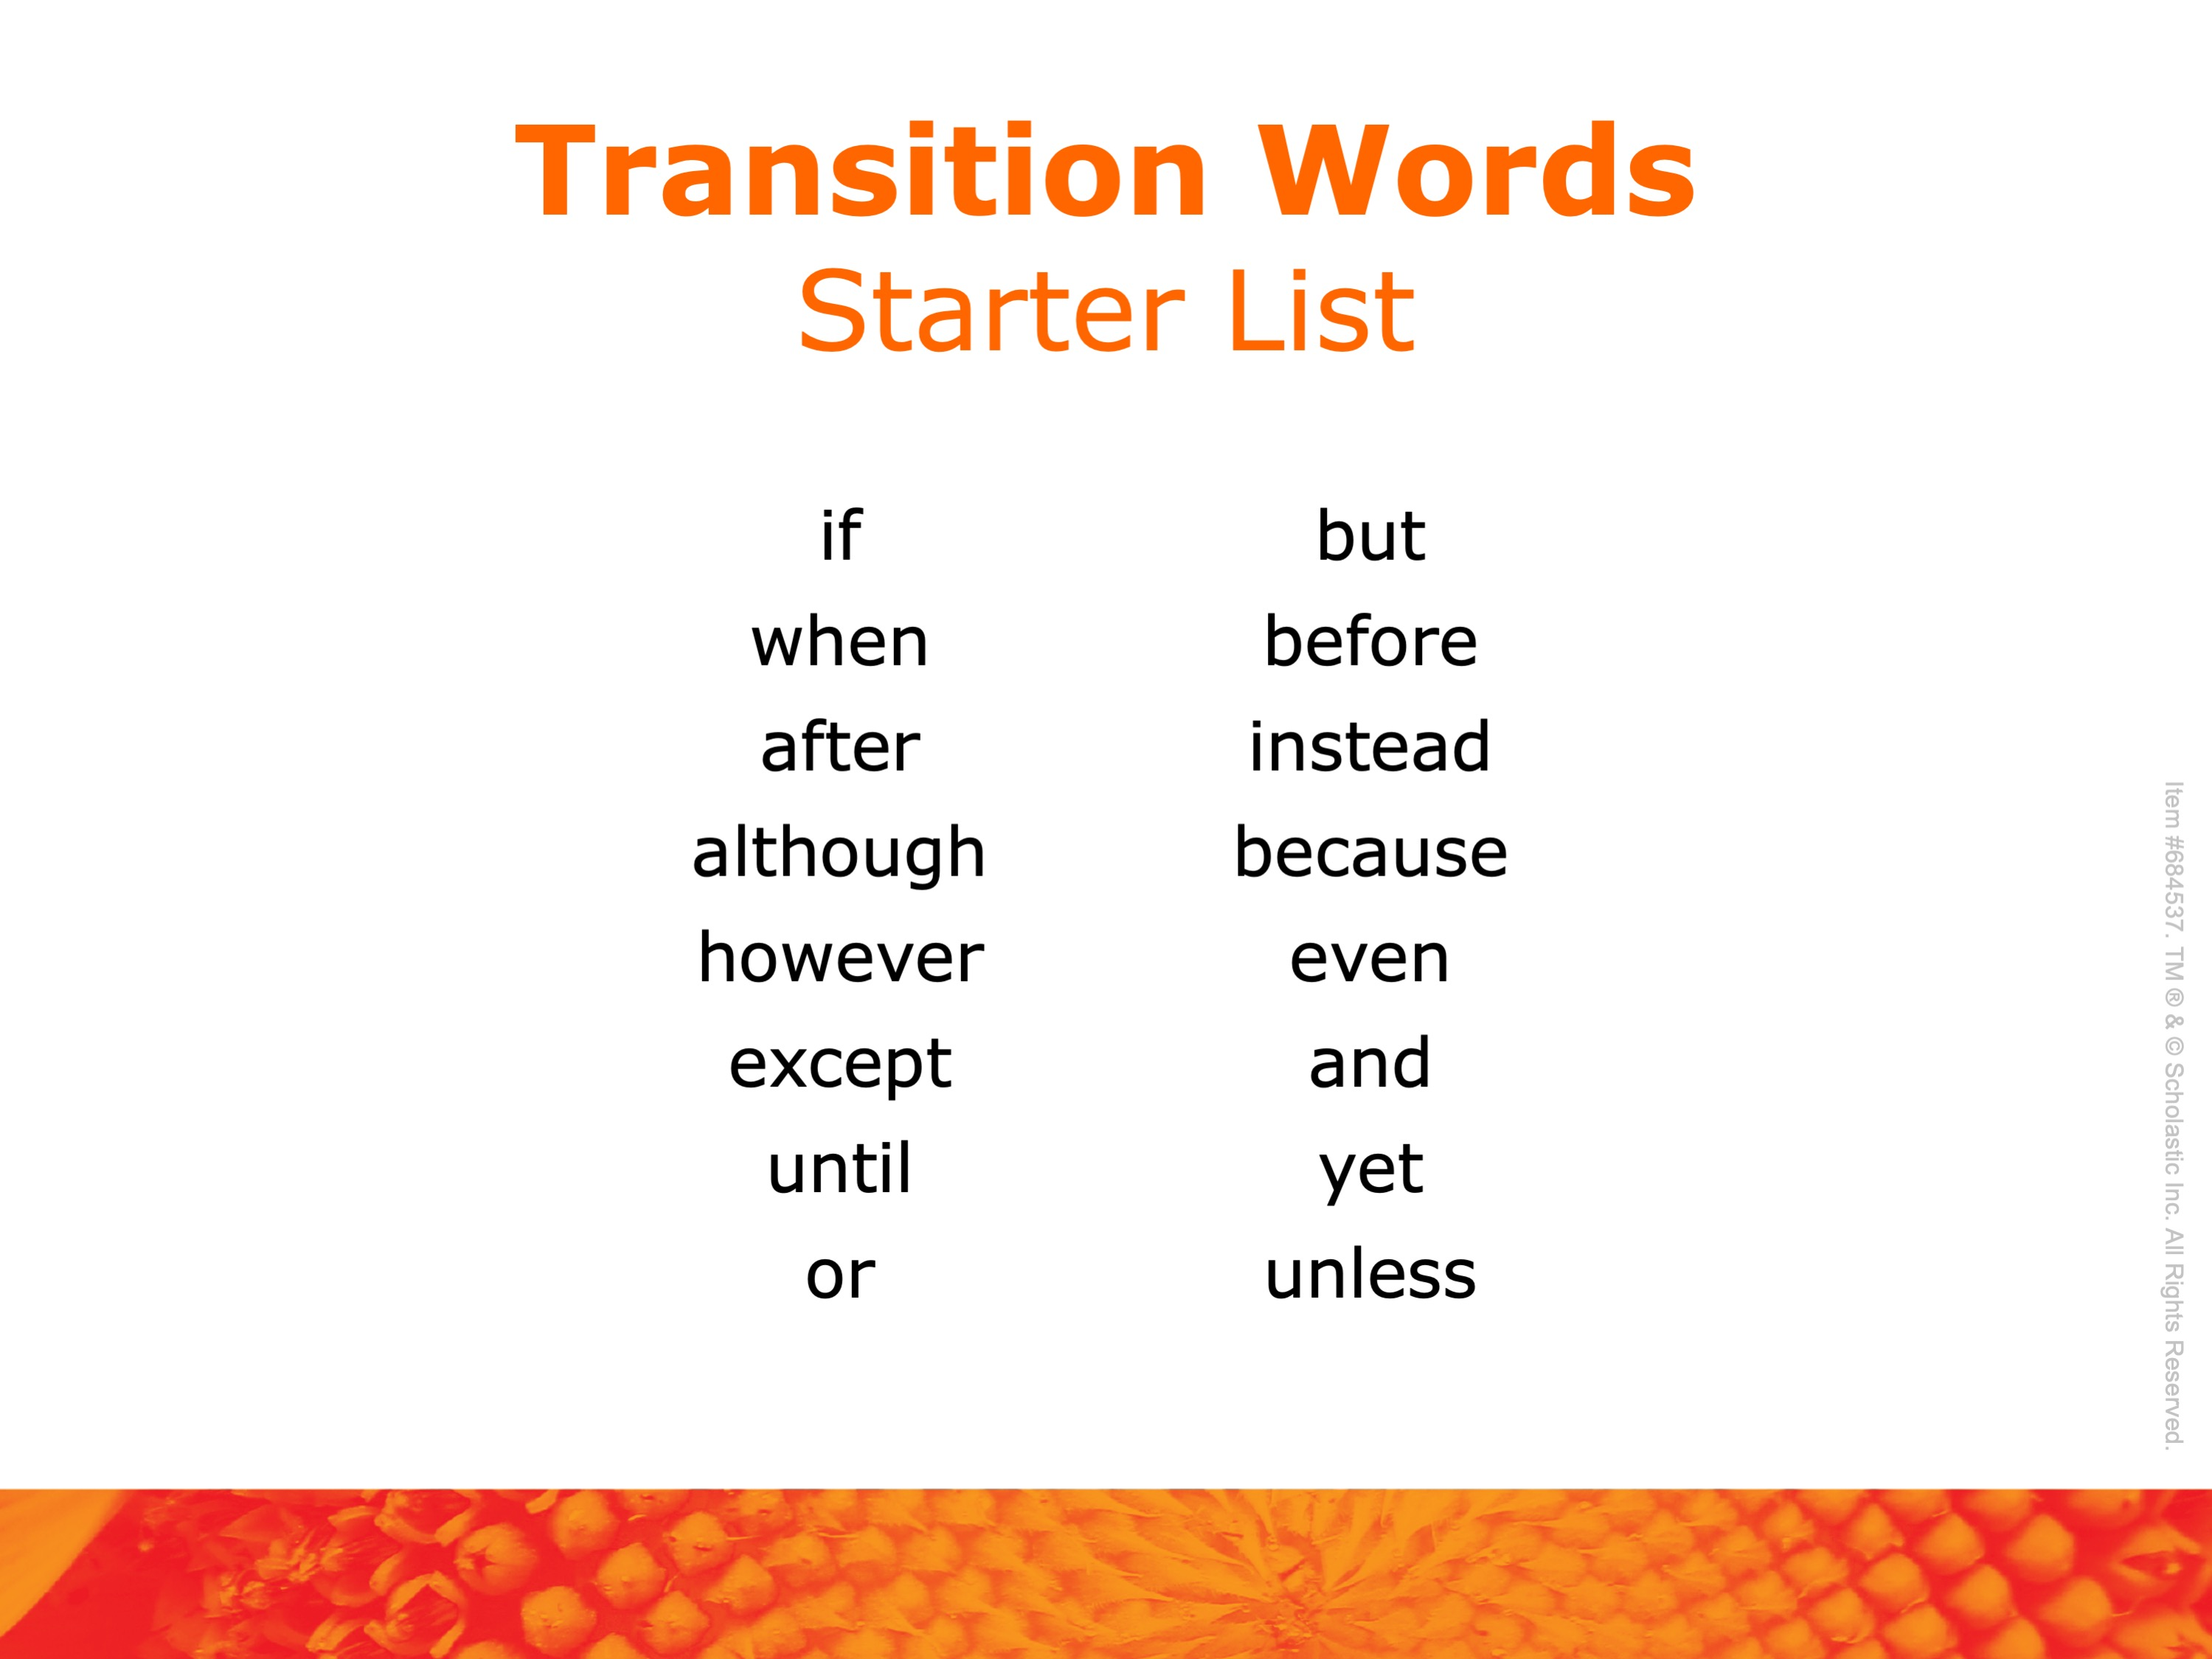 Transition Words
Starter List
if
when
after
although
however
except
until
or
but
before
instead
because
even
and
yet
unless
Item #684537. TM ® & © Scholastic Inc. All Rights Reserved.